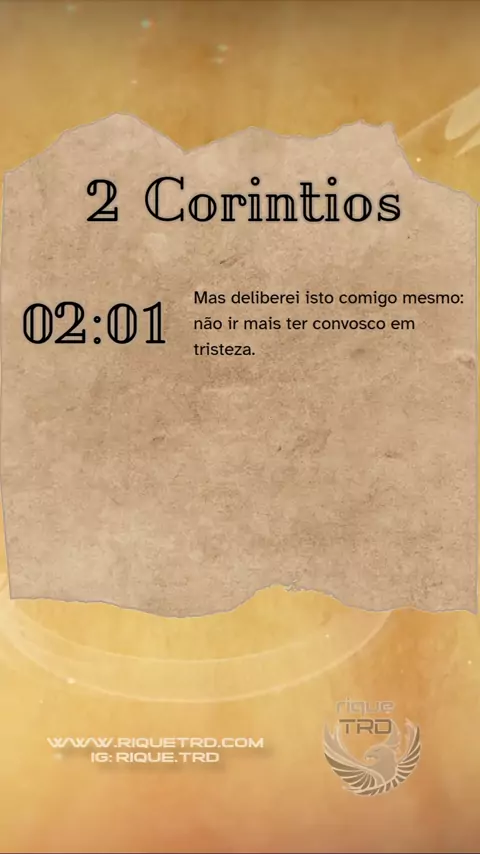 2 Corintios
02:01
Mas deliberei isto comigo mesmo:
não ir mais ter convosco em
tristeza.
rique
TRD
WWW.RIQUETRD.COM
IG: RIQUE.TRD